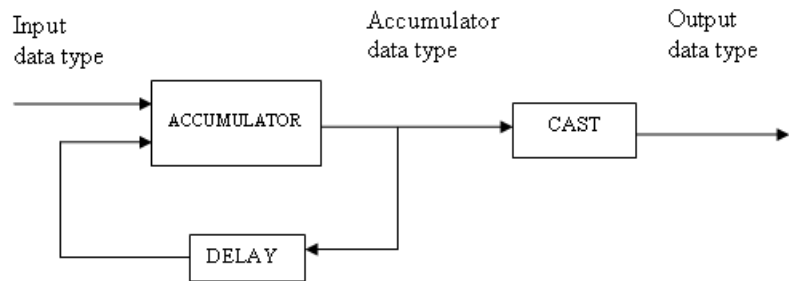 Input
data type
Accumulator
data type
Output
data type
ACCUMULATOR
CAST
DELAY